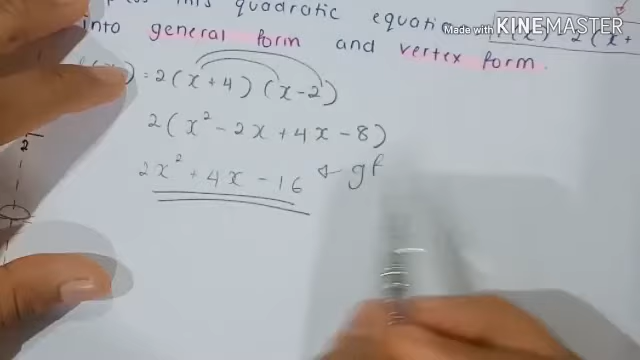 this quadratic equation 2(x+
into general form and vertex form.
Made with KINEMASTER
) = 2(x+4)(x-2)
2(x² - 2x + 4x - 8)
2x² + 4x - 16 ← gf